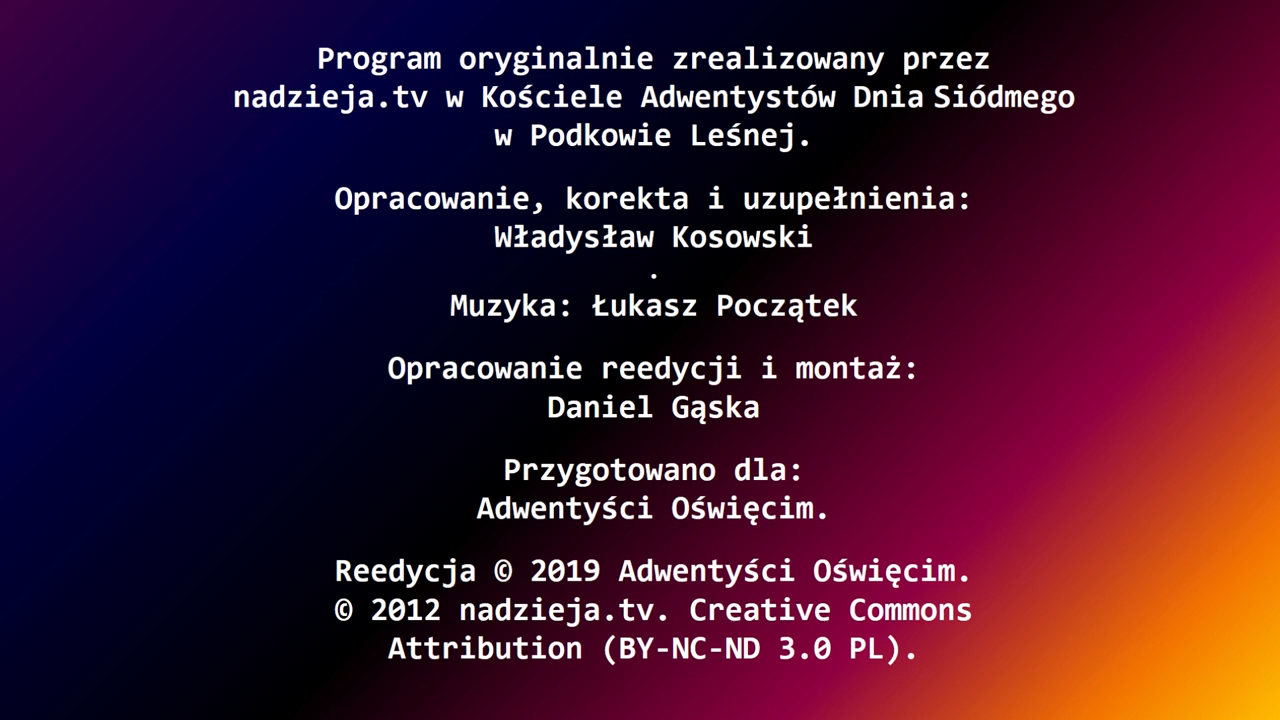 Program oryginalnie zrealizowany przez
nadzieja.tv w Kościele Adwentystów Dnia Siódmego
w Podkowie Leśnej.
Opracowanie, korekta i uzupełnienia:
Władysław Kosowski
.
Muzyka: Łukasz Początek
Opracowanie reedycji i montaż:
Daniel Gąska
Przygotowano dla:
Adwentyści Oświęcim.
Reedycja © 2019 Adwentyści Oświęcim.
© 2012 nadzieja.tv. Creative Commons
Attribution (BY-NC-ND 3.0 PL).